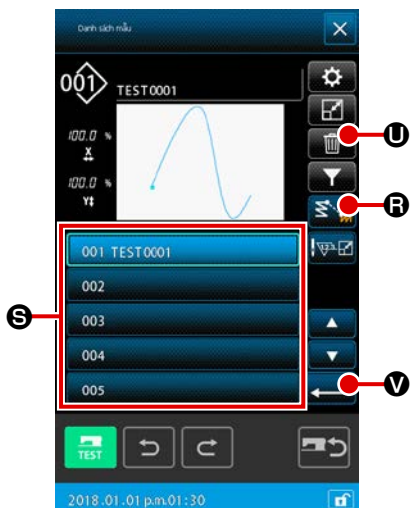 Danh sách mẫu
001
TEST0001
100.0 %
X
100.0 %
Y
U
R
123
001 TEST0001
002
003
004
005
S
V
TEST
2018.01.01 p.m.01:30